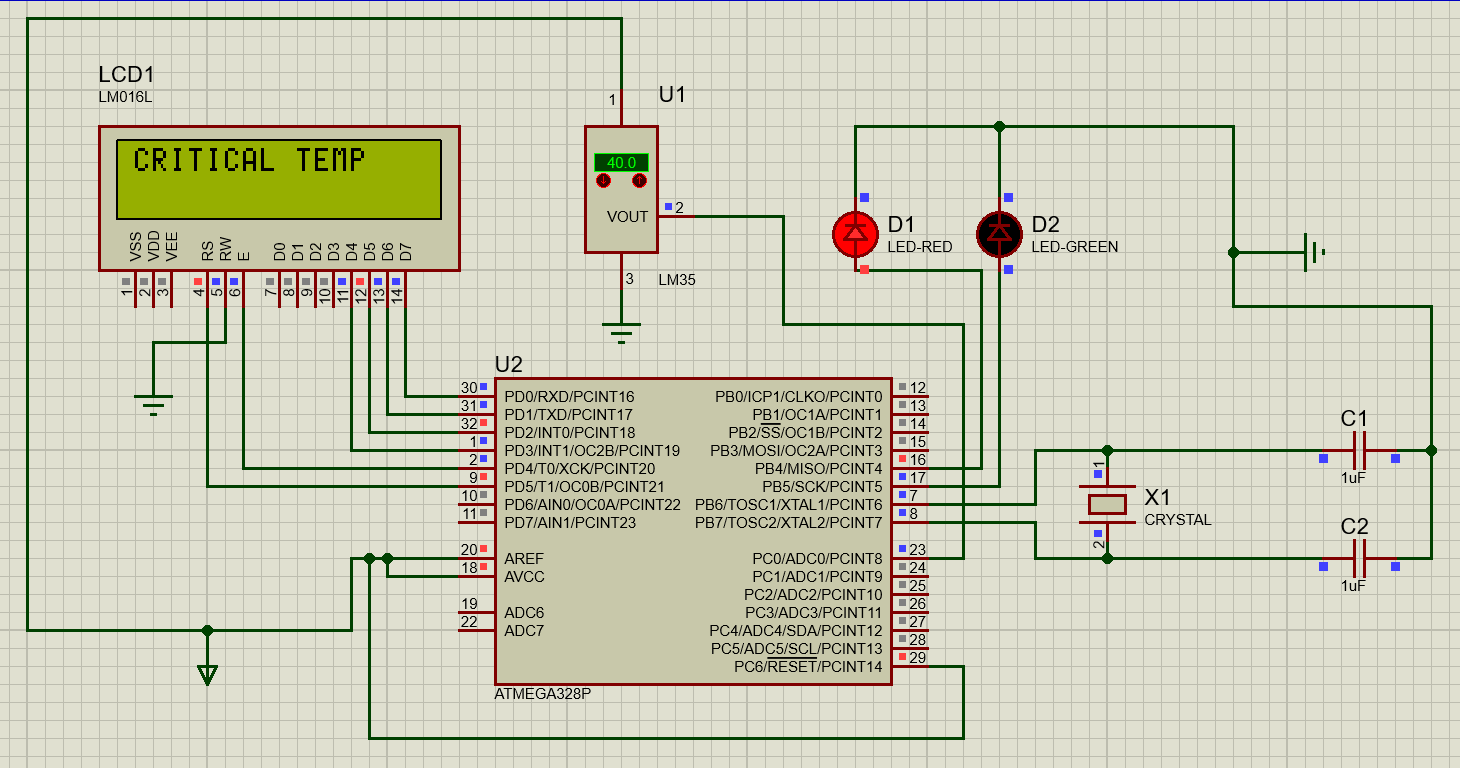 LCD1
LM016L
CRITICAL TEMP
VSS
VDD
VEE
RS
RW
E
D0
D1
D2
D3
D4
D5
D6
D7
1
2
3
4
5
6
7
8
9
10
11
12
13
14
U1
1
40.0
VOUT
2
3
LM35
D1
LED-RED
D2
LED-GREEN
U2
30 PD0/RXD/PCINT16
31 PD1/TXD/PCINT17
32 PD2/INT0/PCINT18
1 PD3/INT1/OC2B/PCINT19
2 PD4/T0/XCK/PCINT20
9 PD5/T1/OC0B/PCINT21
10 PD6/AIN0/OC0A/PCINT22
11 PD7/AIN1/PCINT23
20 AREF
18 AVCC
19 ADC6
22 ADC7
PB0/ICP1/CLKO/PCINT0 12
PB1/OC1A/PCINT1 13
PB2/SS/OC1B/PCINT2 14
PB3/MOSI/OC2A/PCINT3 15
PB4/MISO/PCINT4 16
PB5/SCK/PCINT5 17
PB6/TOSC1/XTAL1/PCINT6 7
PB7/TOSC2/XTAL2/PCINT7 8
PC0/ADC0/PCINT8 23
PC1/ADC1/PCINT9 24
PC2/ADC2/PCINT10 25
PC3/ADC3/PCINT11 26
PC4/ADC4/SDA/PCINT12 27
PC5/ADC5/SCL/PCINT13 28
PC6/RESET/PCINT14 29
ATMEGA328P
1
X1
CRYSTAL
2
C1
1uF
C2
1uF